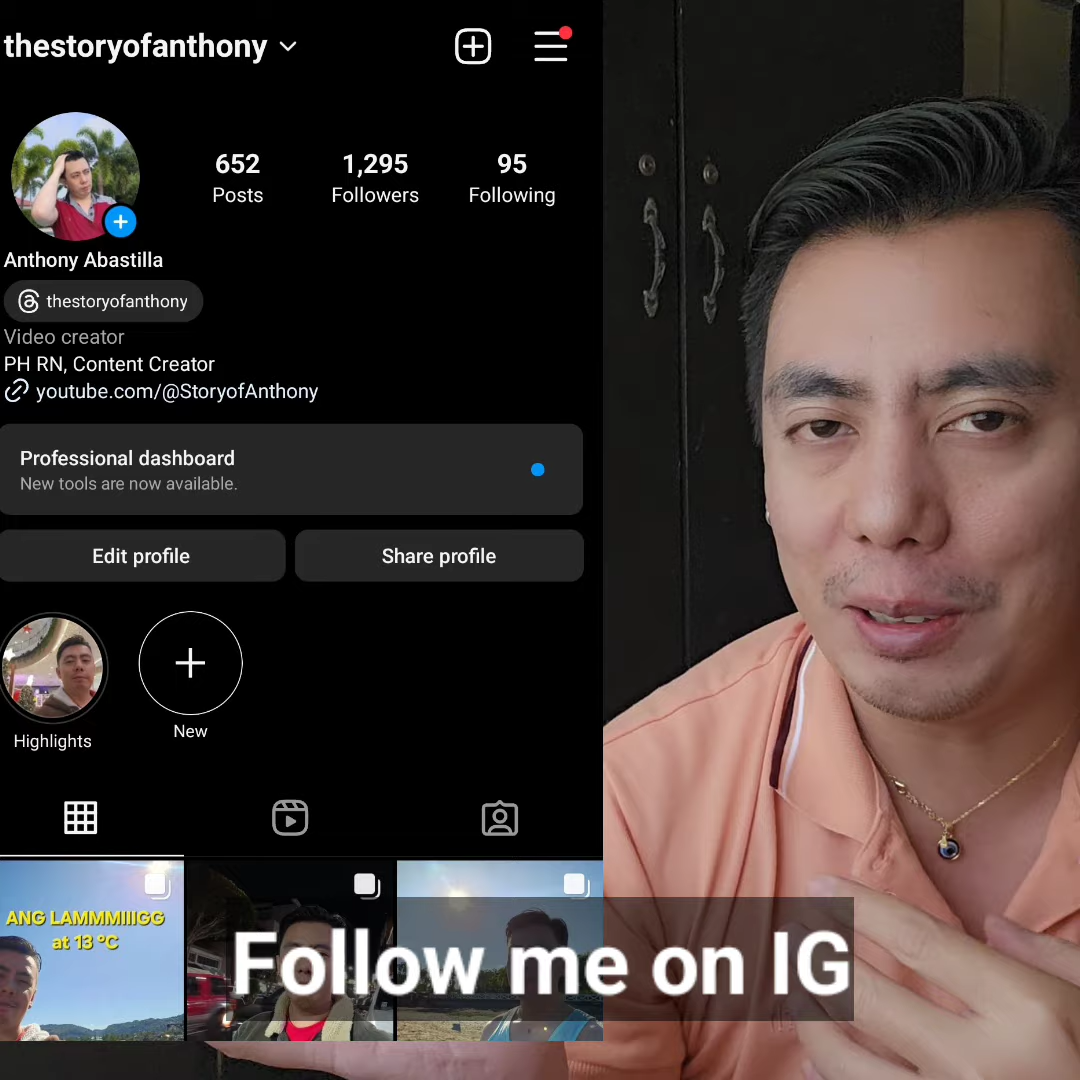 thestoryofanthony
652
Posts
1,295
Followers
95
Following
Anthony Abastilla
thestoryofanthony
Video creator
PH RN, Content Creator
youtube.com/@StoryofAnthony
Professional dashboard
New tools are now available.
Edit profile
Share profile
Highlights
New
ANG LAMMMIIIGG
at 13 °C
Follow me on IG